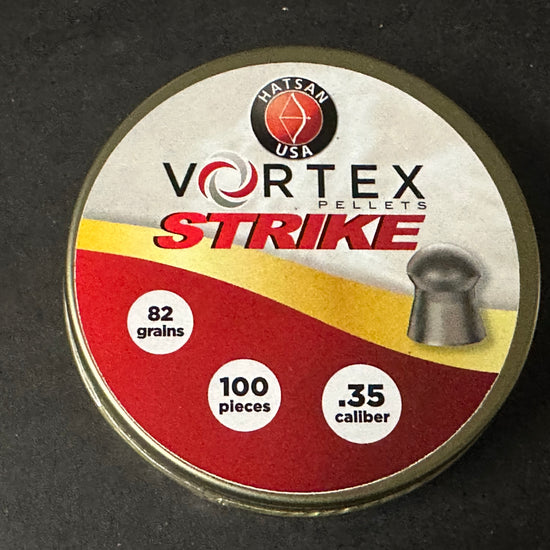 HATSAN
USA
VORTEX
PELLETS
STRIKE
82
grains
100
pieces
.35
caliber